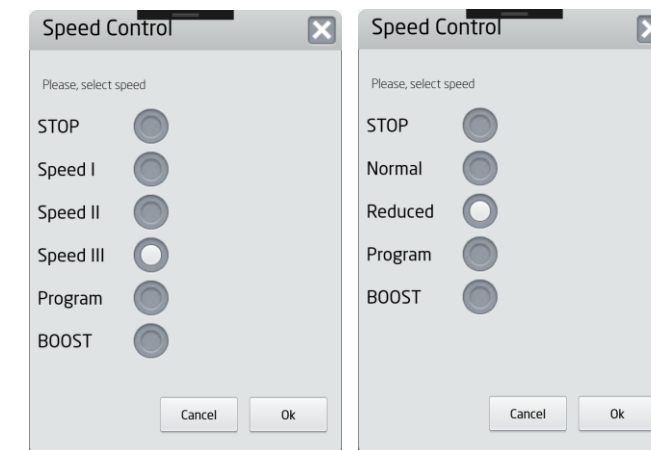 Speed Control
Please, select speed
STOP
Speed I
Speed II
Speed III
Program
BOOST
Cancel
Ok
Speed Control
Please, select speed
STOP
Normal
Reduced
Program
BOOST
Cancel
Ok